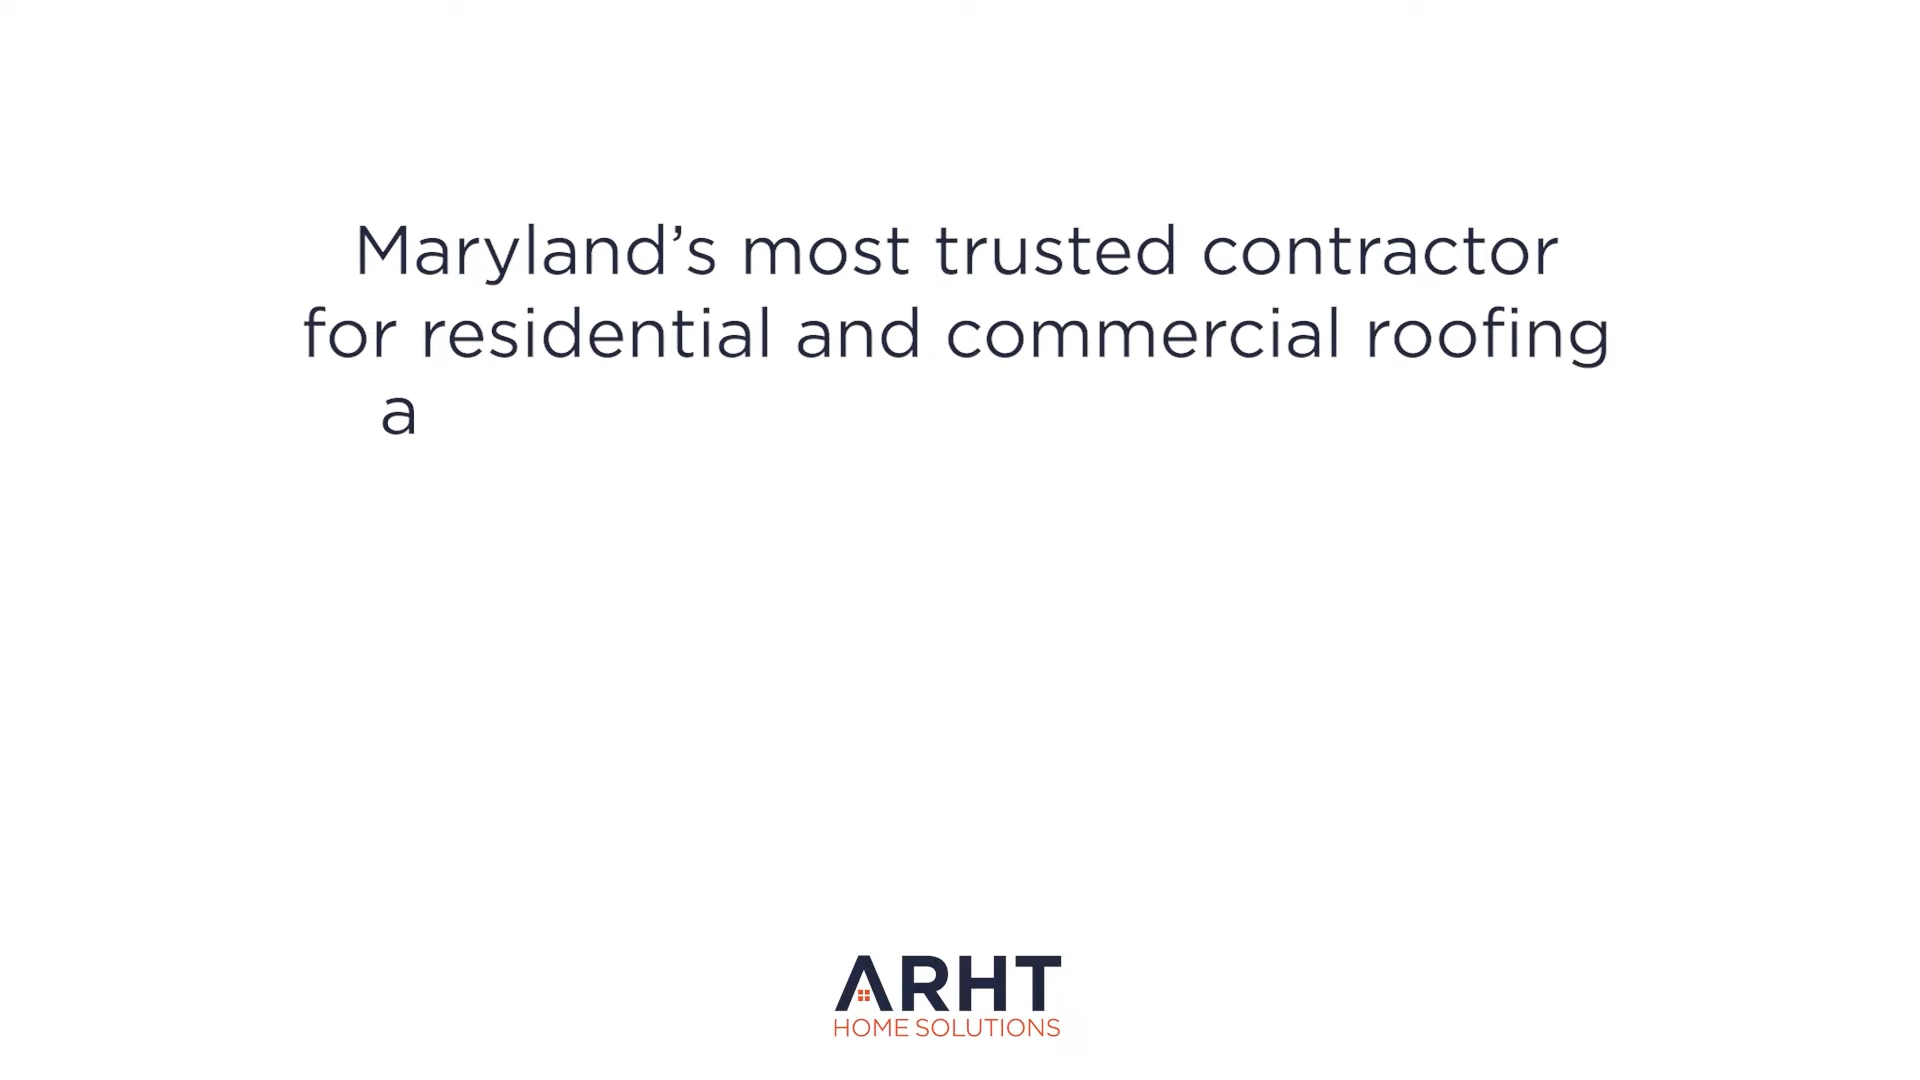 Maryland’s most trusted contractor
for residential and commercial roofing
a
ARHT
HOME SOLUTIONS